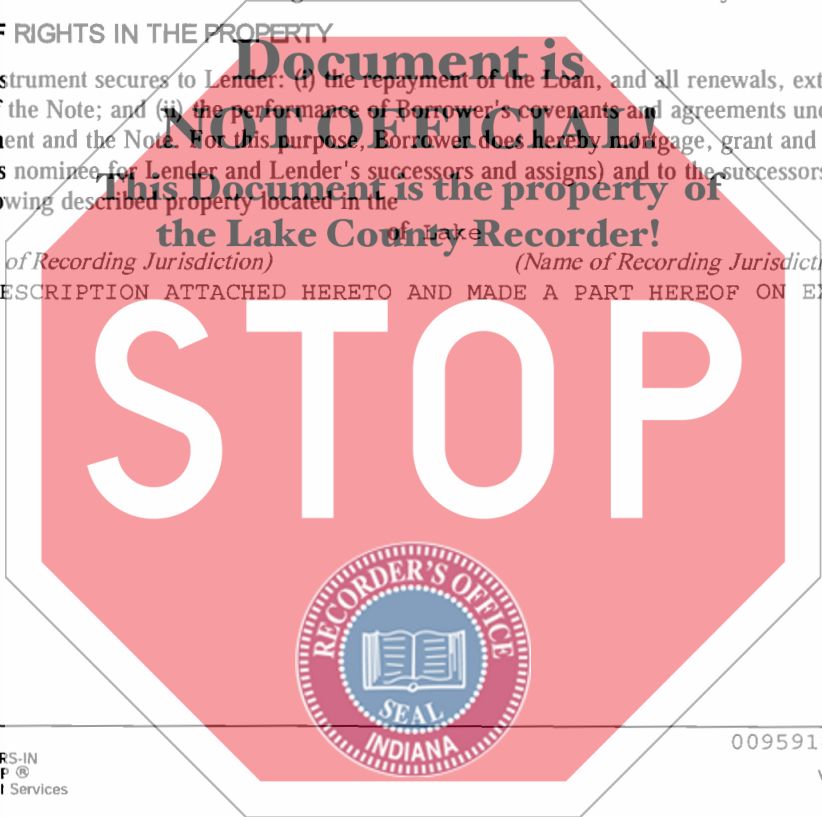 F RIGHTS IN THE PROPERTY
Document is
strument secures to Lender: (i) the repayment of the Loan, and all renewals, ext
f the Note; and (ii) the performance of Borrower's covenants and agreements und
NOT OFFICIAL!
ent and the Note. For this purpose, Borrower does hereby mortgage, grant and
s nominee for Lender and Lender's successors and assigns) and to the successors
This Document is the property of
owing described property located in the
the Lake County Recorder!
of Lake
of Recording Jurisdiction) (Name of Recording Jurisdicti
ESCRIPTION ATTACHED HERETO AND MADE A PART HEREOF ON EX
STOP
RECORDER'S OFFICE
SEAL
INDIANA
009591
RS-IN
P ®
l Services